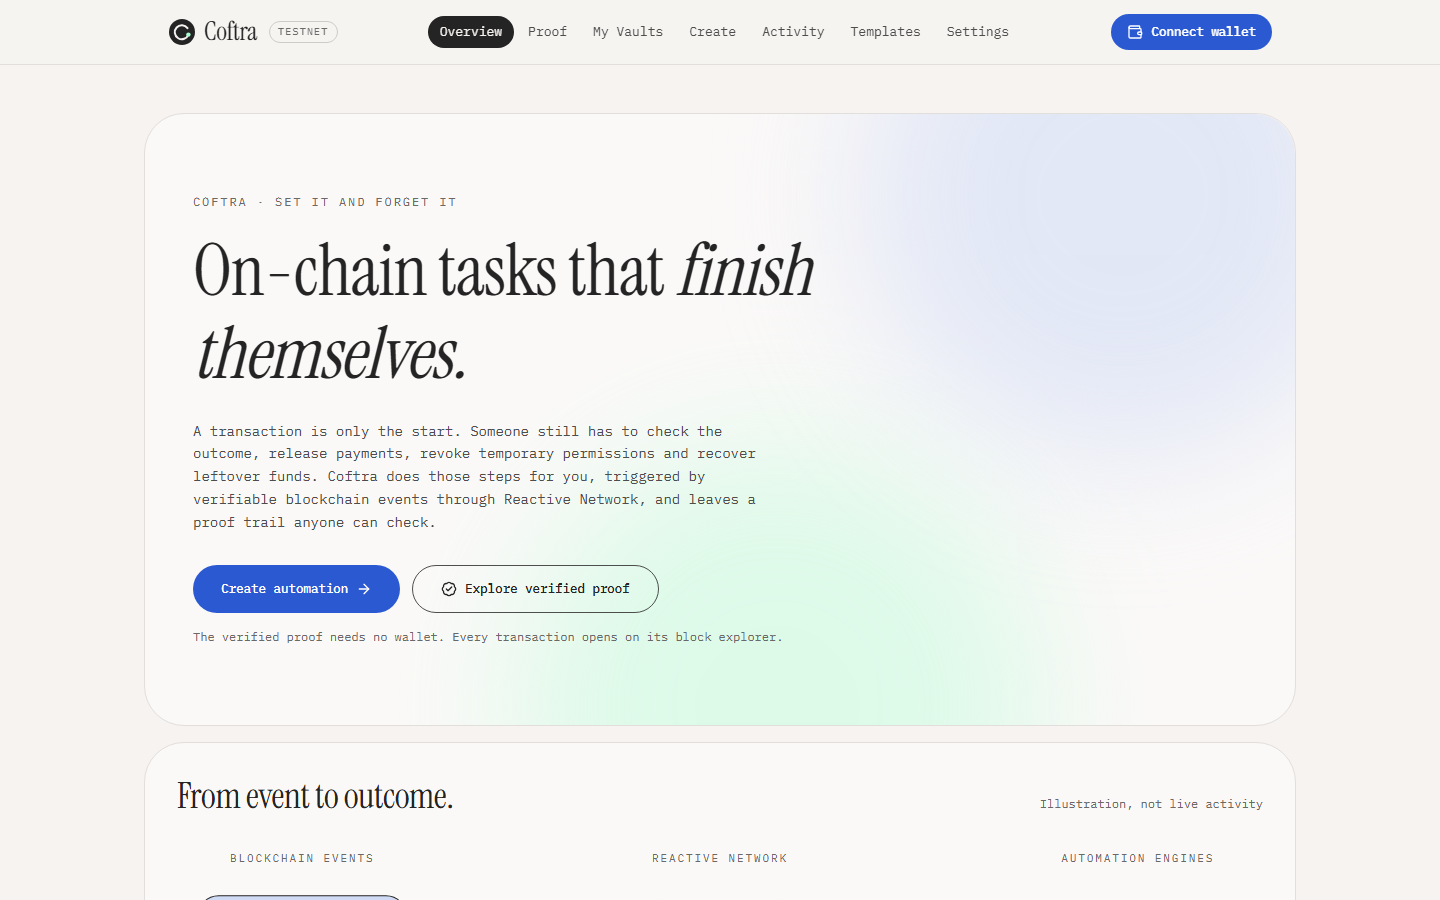 Coftra TESTNET Overview Proof My Vaults Create Activity Templates Settings Connect wallet
COFTRA · SET IT AND FORGET IT
On-chain tasks that finish
themselves.
A transaction is only the start. Someone still has to check the
outcome, release payments, revoke temporary permissions and recover
leftover funds. Coftra does those steps for you, triggered by
verifiable blockchain events through Reactive Network, and leaves a
proof trail anyone can check.
Create automation → Explore verified proof
The verified proof needs no wallet. Every transaction opens on its block explorer.
From event to outcome.
Illustration, not live activity
BLOCKCHAIN EVENTS REACTIVE NETWORK AUTOMATION ENGINES